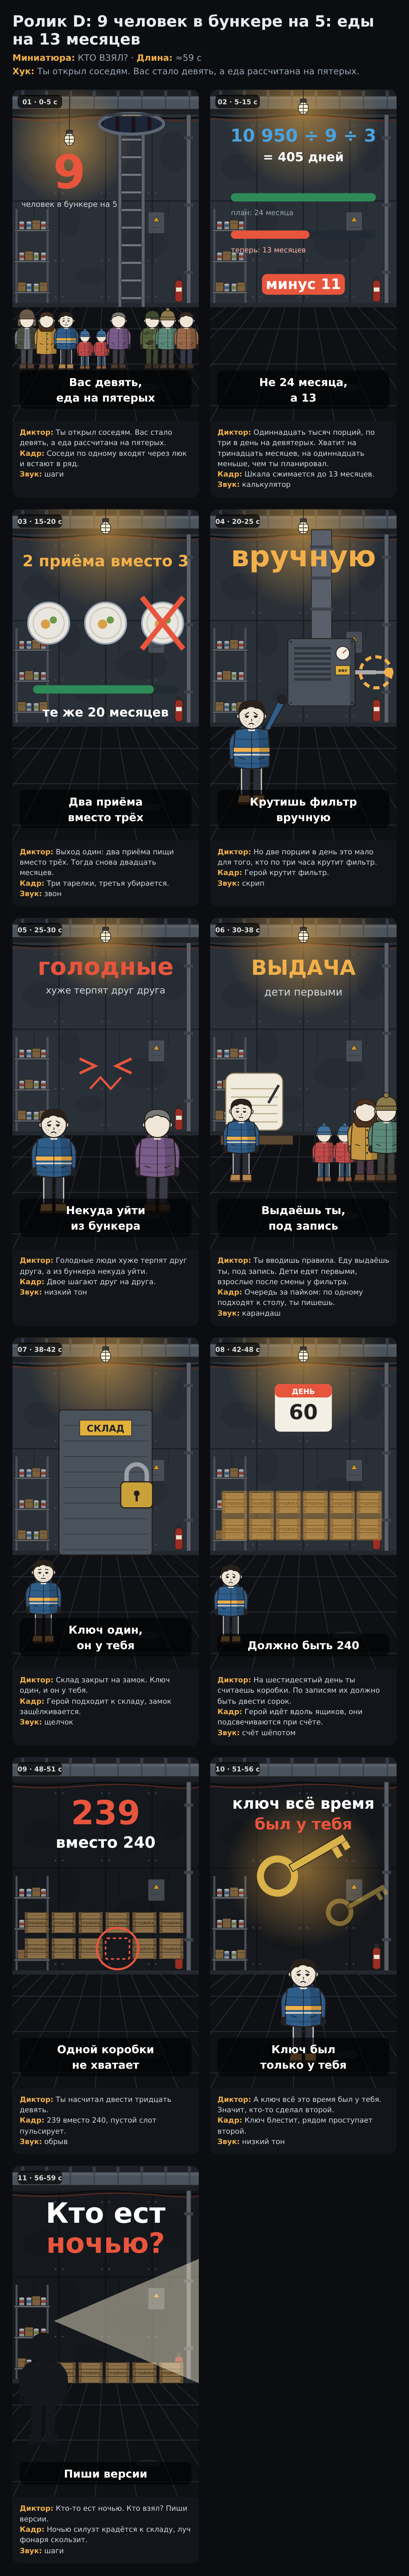 Ролик D: 9 человек в бункере на 5: еды
на 13 месяцев
Миниатюра: КТО ВЗЯЛ? · Длина: ≈59 с
Хук: Ты открыл соседям. Вас стало девять, а еда рассчитана на пятерых.
01 · 0-5 с
9
человек в бункере на 5
Вас девять,
еда на пятерых
Диктор: Ты открыл соседям. Вас стало
девять, а еда рассчитана на пятерых.
Кадр: Соседи по одному входят через люк
и встают в ряд.
Звук: шаги
02 · 5-15 с
10 950 ÷ 9 ÷ 3
= 405 дней
план: 24 месяца
теперь: 13 месяцев
минус 11
Не 24 месяца,
а 13
Диктор: Одиннадцать тысяч порций, по
три в день на девятерых. Хватит на
тринадцать месяцев, на одиннадцать
меньше, чем ты планировал.
Кадр: Шкала сжимается до 13 месяцев.
Звук: калькулятор
03 · 15-20 с
2 приёма вместо 3
те же 20 месяцев
Два приёма
вместо трёх
Диктор: Выход один: два приёма пищи
вместо трёх. Тогда снова двадцать
месяцев.
Кадр: Три тарелки, третья убирается.
Звук: звон
04 · 20-25 с
вручную
Крутишь фильтр
вручную
Диктор: Но две порции в день это мало
для того, кто по три часа крутит фильтр.
Кадр: Герой крутит фильтр.
Звук: скрип
05 · 25-30 с
голодные
хуже терпят друг друга
Некуда уйти
из бункера
Диктор: Голодные люди хуже терпят друг
друга, а из бункера некуда уйти.
Кадр: Двое шагают друг на друга.
Звук: низкий тон
06 · 30-38 с
ВЫДАЧА
дети первыми
Выдаёшь ты,
под запись
Диктор: Ты вводишь правила. Еду выдаёшь
ты, под запись. Дети едят первыми,
взрослые после смены у фильтра.
Кадр: Очередь за пайком: по одному
подходят к столу, ты пишешь.
Звук: карандаш
07 · 38-42 с
СКЛАД
Ключ один,
он у тебя
Диктор: Склад закрыт на замок. Ключ
один, и он у тебя.
Кадр: Герой подходит к складу, замок
защёлкивается.
Звук: щелчок
08 · 42-48 с
ДЕНЬ
60
Должно быть 240
Диктор: На шестидесятый день ты
считаешь коробки. По записям их должно
быть двести сорок.
Кадр: Герой идёт вдоль ящиков, они
подсвечиваются при счёте.
Звук: счёт шёпотом
09 · 48-51 с
239
вместо 240
Одной коробки
не хватает
Диктор: Ты насчитал двести тридцать
девять.
Кадр: 239 вместо 240, пустой слот
пульсирует.
Звук: обрыв
10 · 51-56 с
ключ всё время
был у тебя
Ключ был
только у тебя
Диктор: А ключ всё это время был у тебя.
Значит, кто-то сделал второй.
Кадр: Ключ блестит, рядом проступает
второй.
Звук: низкий тон
11 · 56-59 с
Кто ест
ночью?
Пиши версии
Диктор: Кто-то ест ночью. Кто взял? Пиши
версии.
Кадр: Ночью силуэт крадётся к складу, луч
фонаря скользит.
Звук: шаги